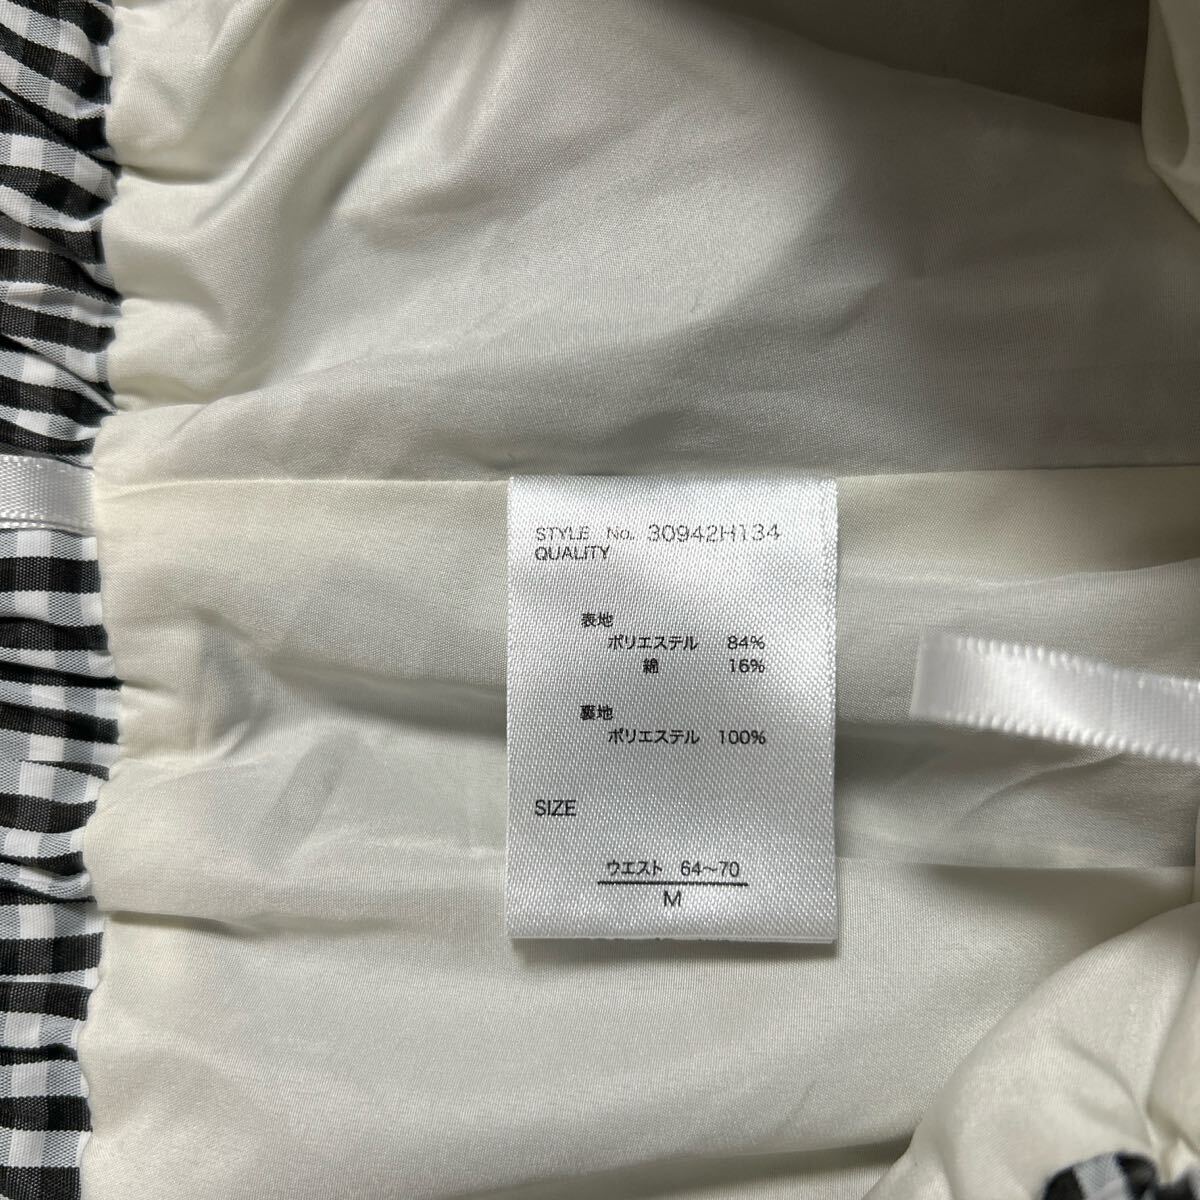 STYLE No. 30942H134
QUALITY
表地
ポリエステル 84%
綿 16%
裏地
ポリエステル 100%
SIZE
ウエスト 64~70
M